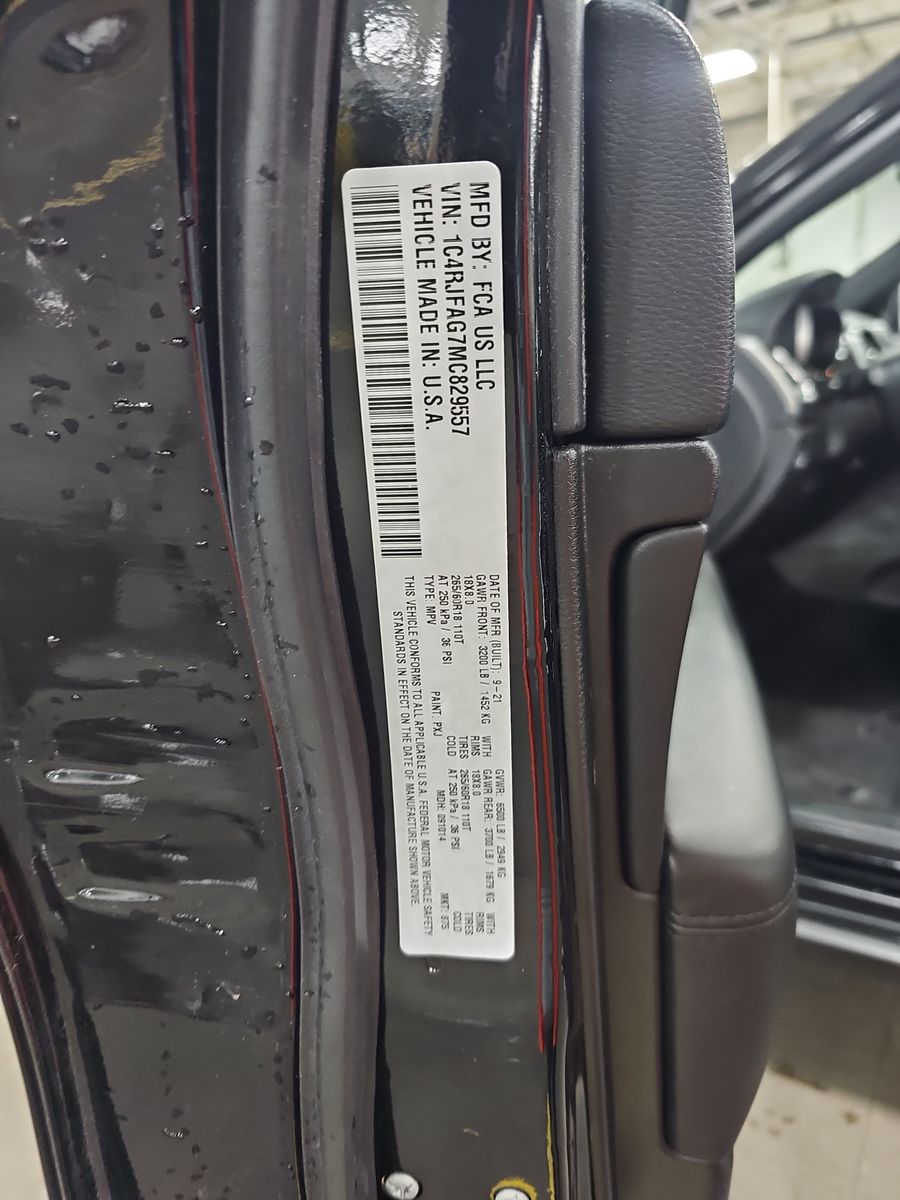 MFD BY: FCA US LLC
VIN: 1C4RJFAG7MC829557
VEHICLE MADE IN: U.S.A.
DATE OF MFR (BUILT): 9-21 GVWR: 6500 LB / 2949 KG
GAWR FRONT: 3200 LB / 1452 KG WITH GAWR REAR: 3700 LB / 1679 KG WITH
18X8.0 RIMS 18X8.0 RIMS
265/60R18 110T TIRES 265/60R18 110T TIRES
AT 250 kPa / 36 PSI COLD AT 250 kPa / 36 PSI COLD
TYPE: MPV PAINT: PXJ MDH: 091014 MKT: 875
THIS VEHICLE CONFORMS TO ALL APPLICABLE U.S.A. FEDERAL MOTOR VEHICLE SAFETY
STANDARDS IN EFFECT ON THE DATE OF MANUFACTURE SHOWN ABOVE.